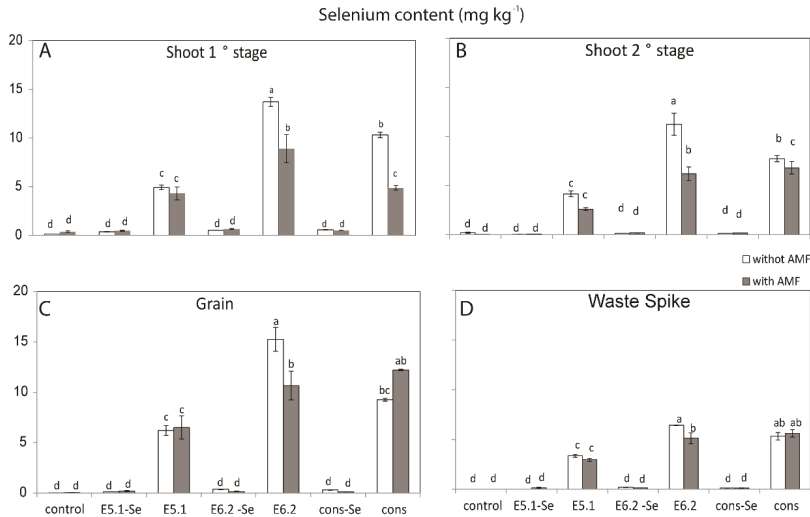 Selenium content (mg kg-1)
A
Shoot 1 ° stage
20
15
10
5
0
d d d d c c d d a b d d b c
B
Shoot 2 ° stage
d d d d c c d d a b d d b c
withot AMF
with AMF
C
Grain
20
15
10
5
0
d d d d c c d d a b d d bc ab
control E5.1-Se E5.1 E6.2 -Se E6.2 cons-Se cons
D
Waste Spike
d d d d c c d d a b d d ab ab
control E5.1-Se E5.1 E6.2 -Se E6.2 cons-Se cons